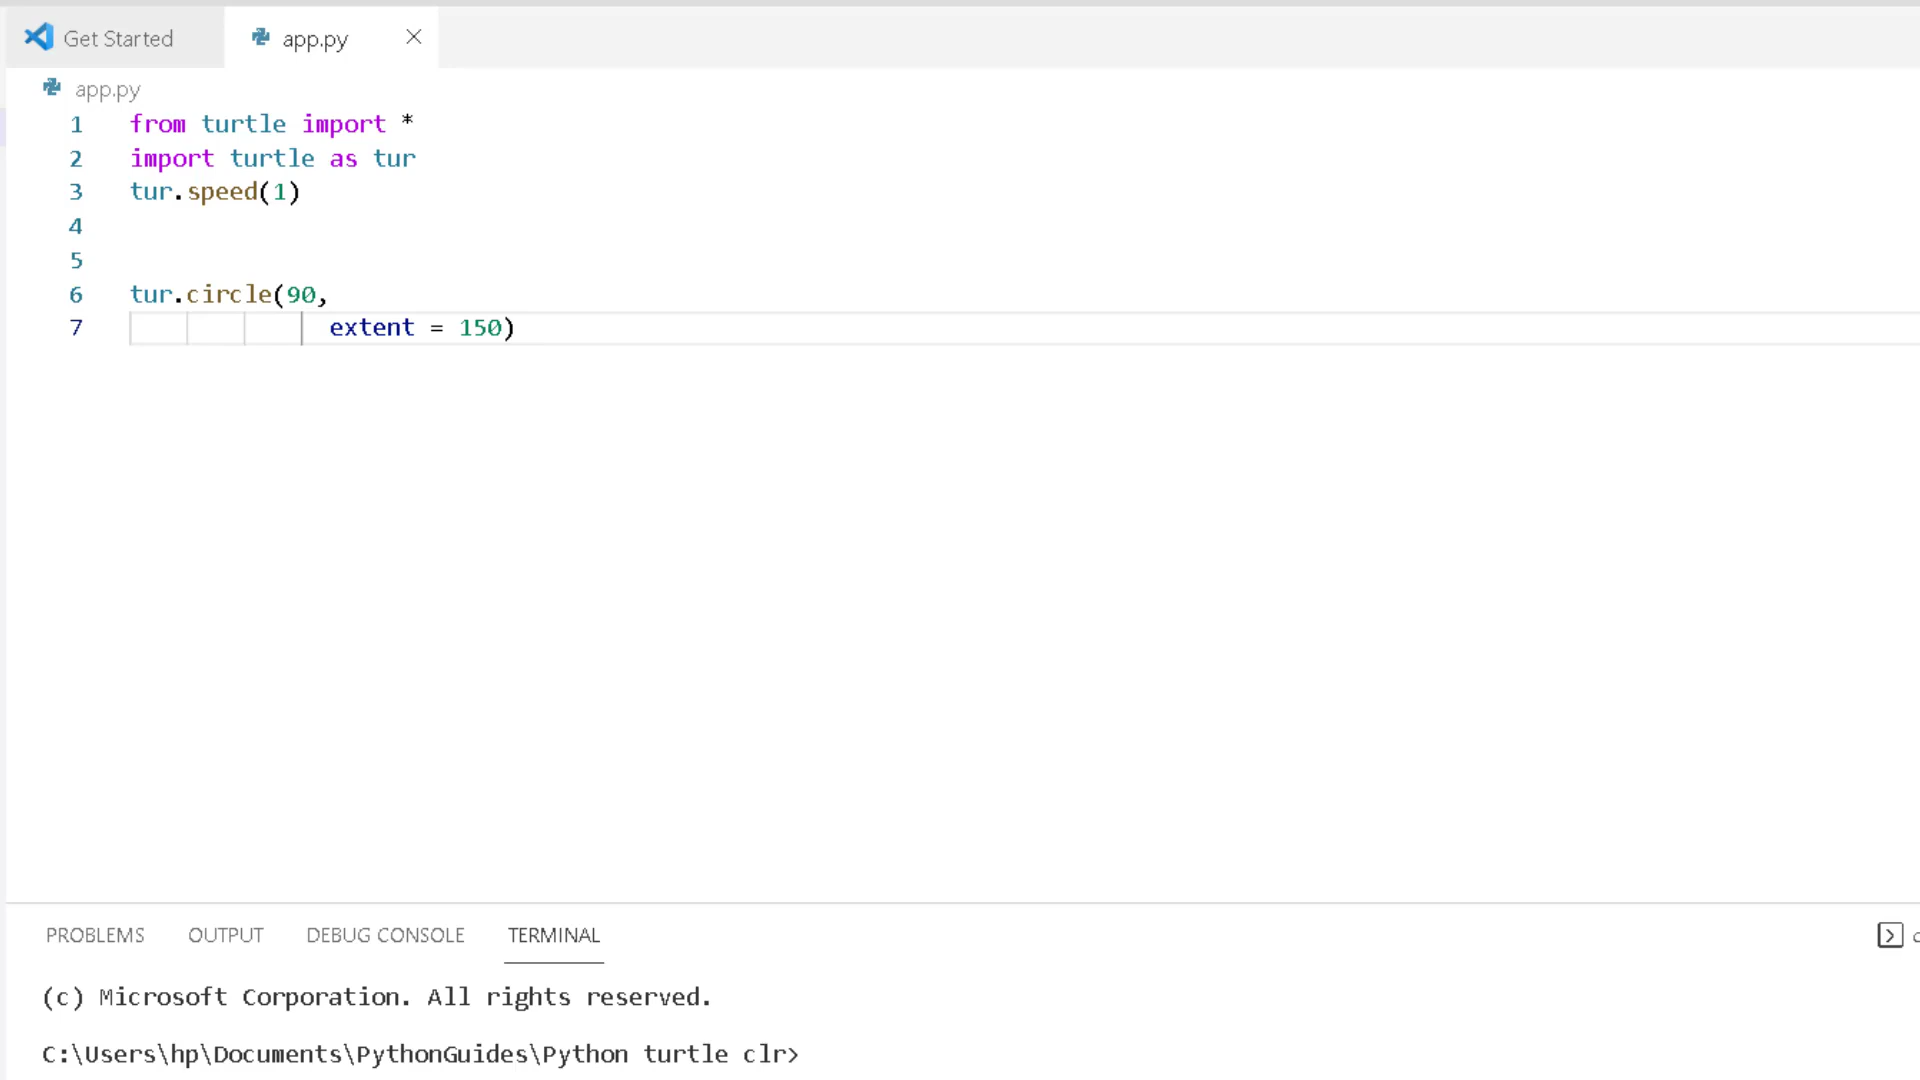 Get Started app.py
app.py
1 from turtle import *
2 import turtle as tur
3 tur.speed(1)
4
5
6 tur.circle(90,
7 extent = 150)
PROBLEMS OUTPUT DEBUG CONSOLE TERMINAL
(c) Microsoft Corporation. All rights reserved.
C:\Users\hp\Documents\PythonGuides\Python turtle clr>